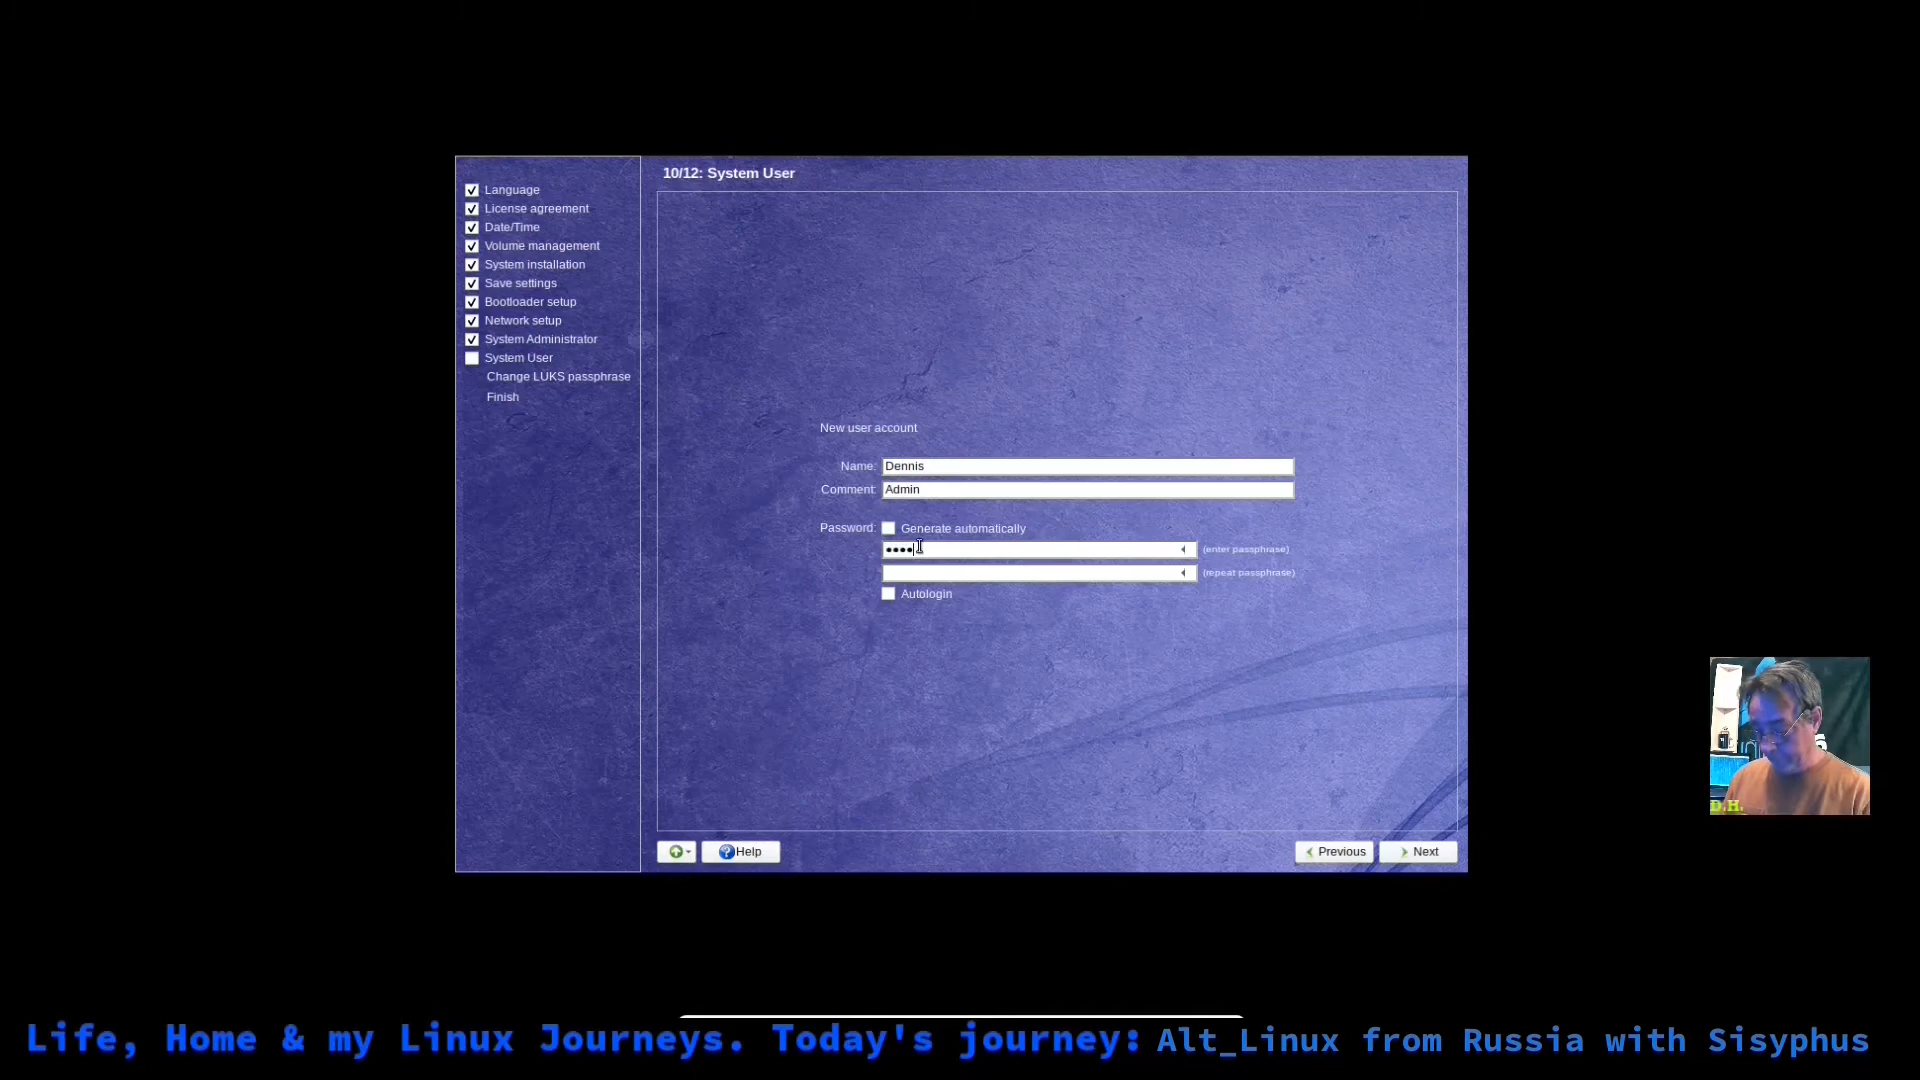 10/12: System User
Language
License agreement
Date/Time
Volume management
System installation
Save settings
Bootloader setup
Network setup
System Administrator
System User
Change LUKS passphrase
Finish
New user account
Name: Dennis
Comment: Admin
Password: Generate automatically
(enter passphrase)
(repeat passphrase)
Autologin
Help
Previous
Next
D.H.
Life, Home & my Linux Journeys. Today's journey: Alt_Linux from Russia with Sisyphus